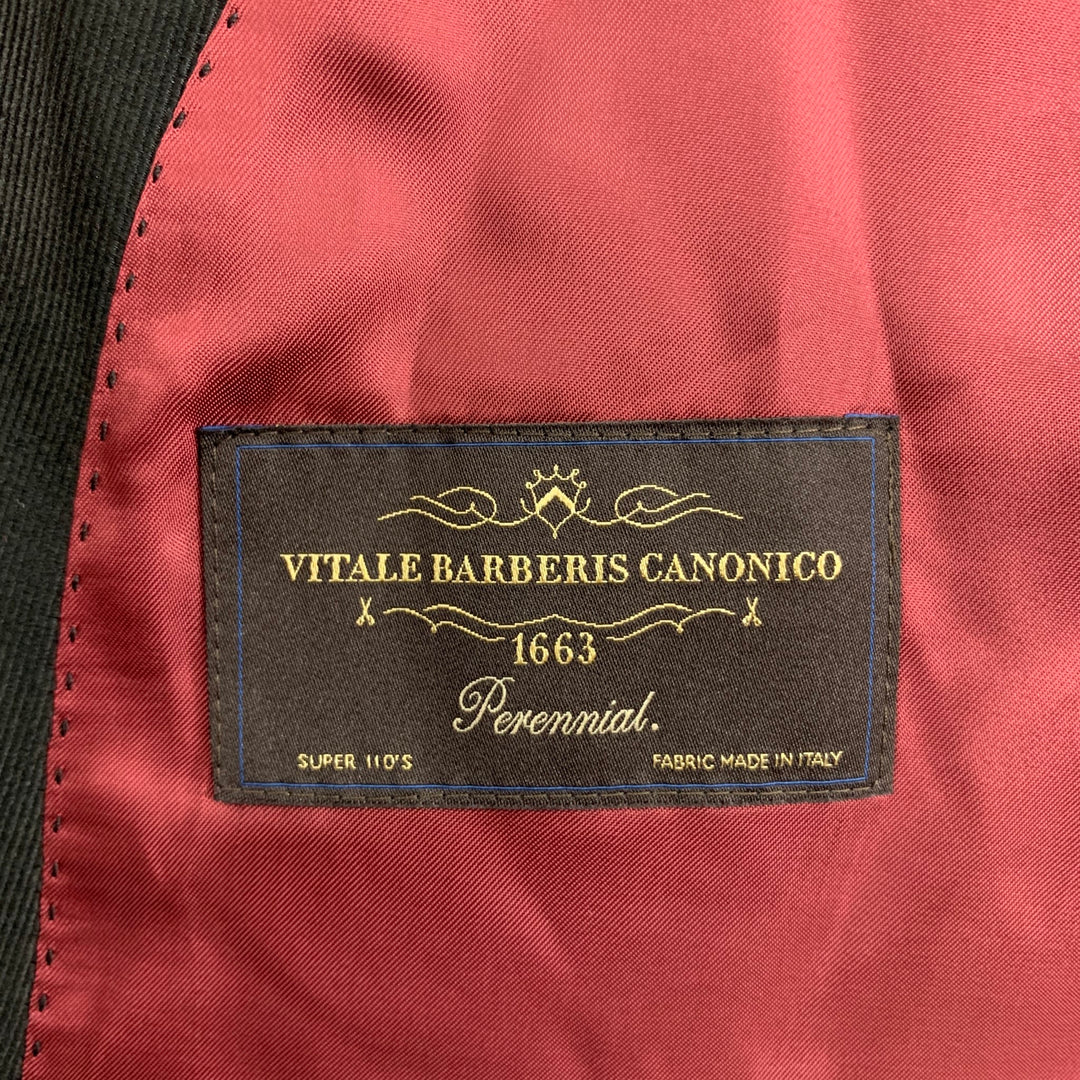 VITALE BARBERIS CANONICO
1663
Perennial.
SUPER 110'S
FABRIC MADE IN ITALY